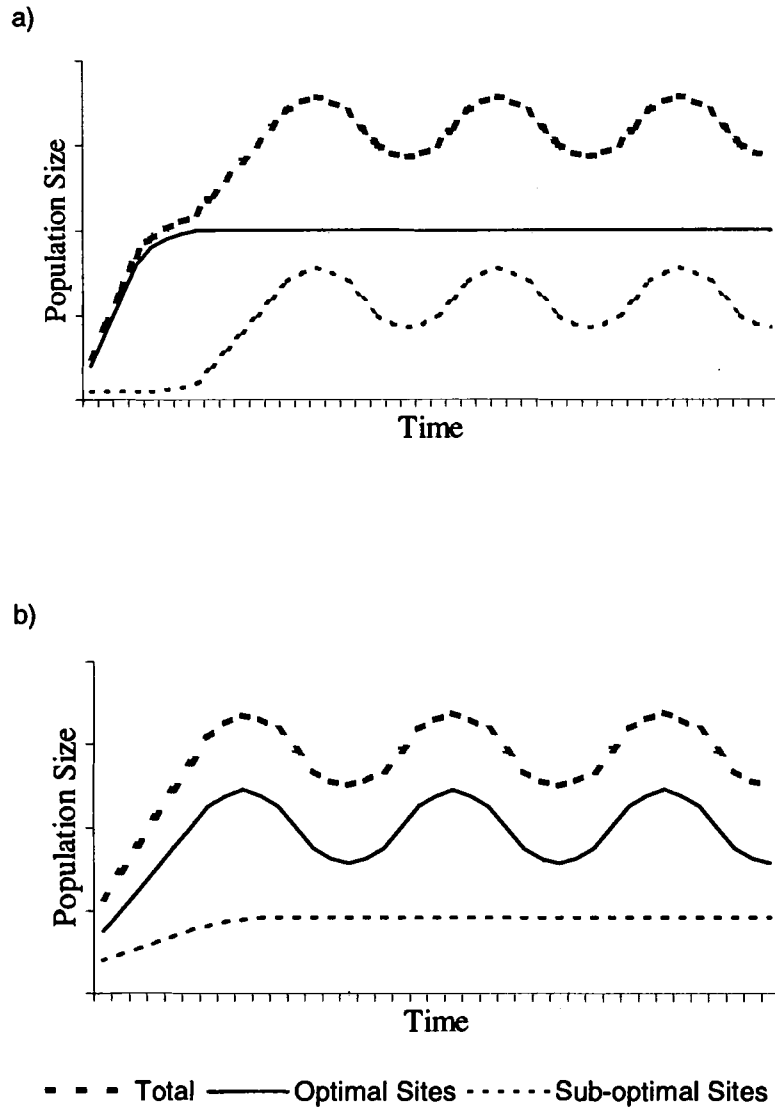 a)
Population Size
Time
b)
Population Size
Time
Total Optimal Sites Sub-optimal Sites